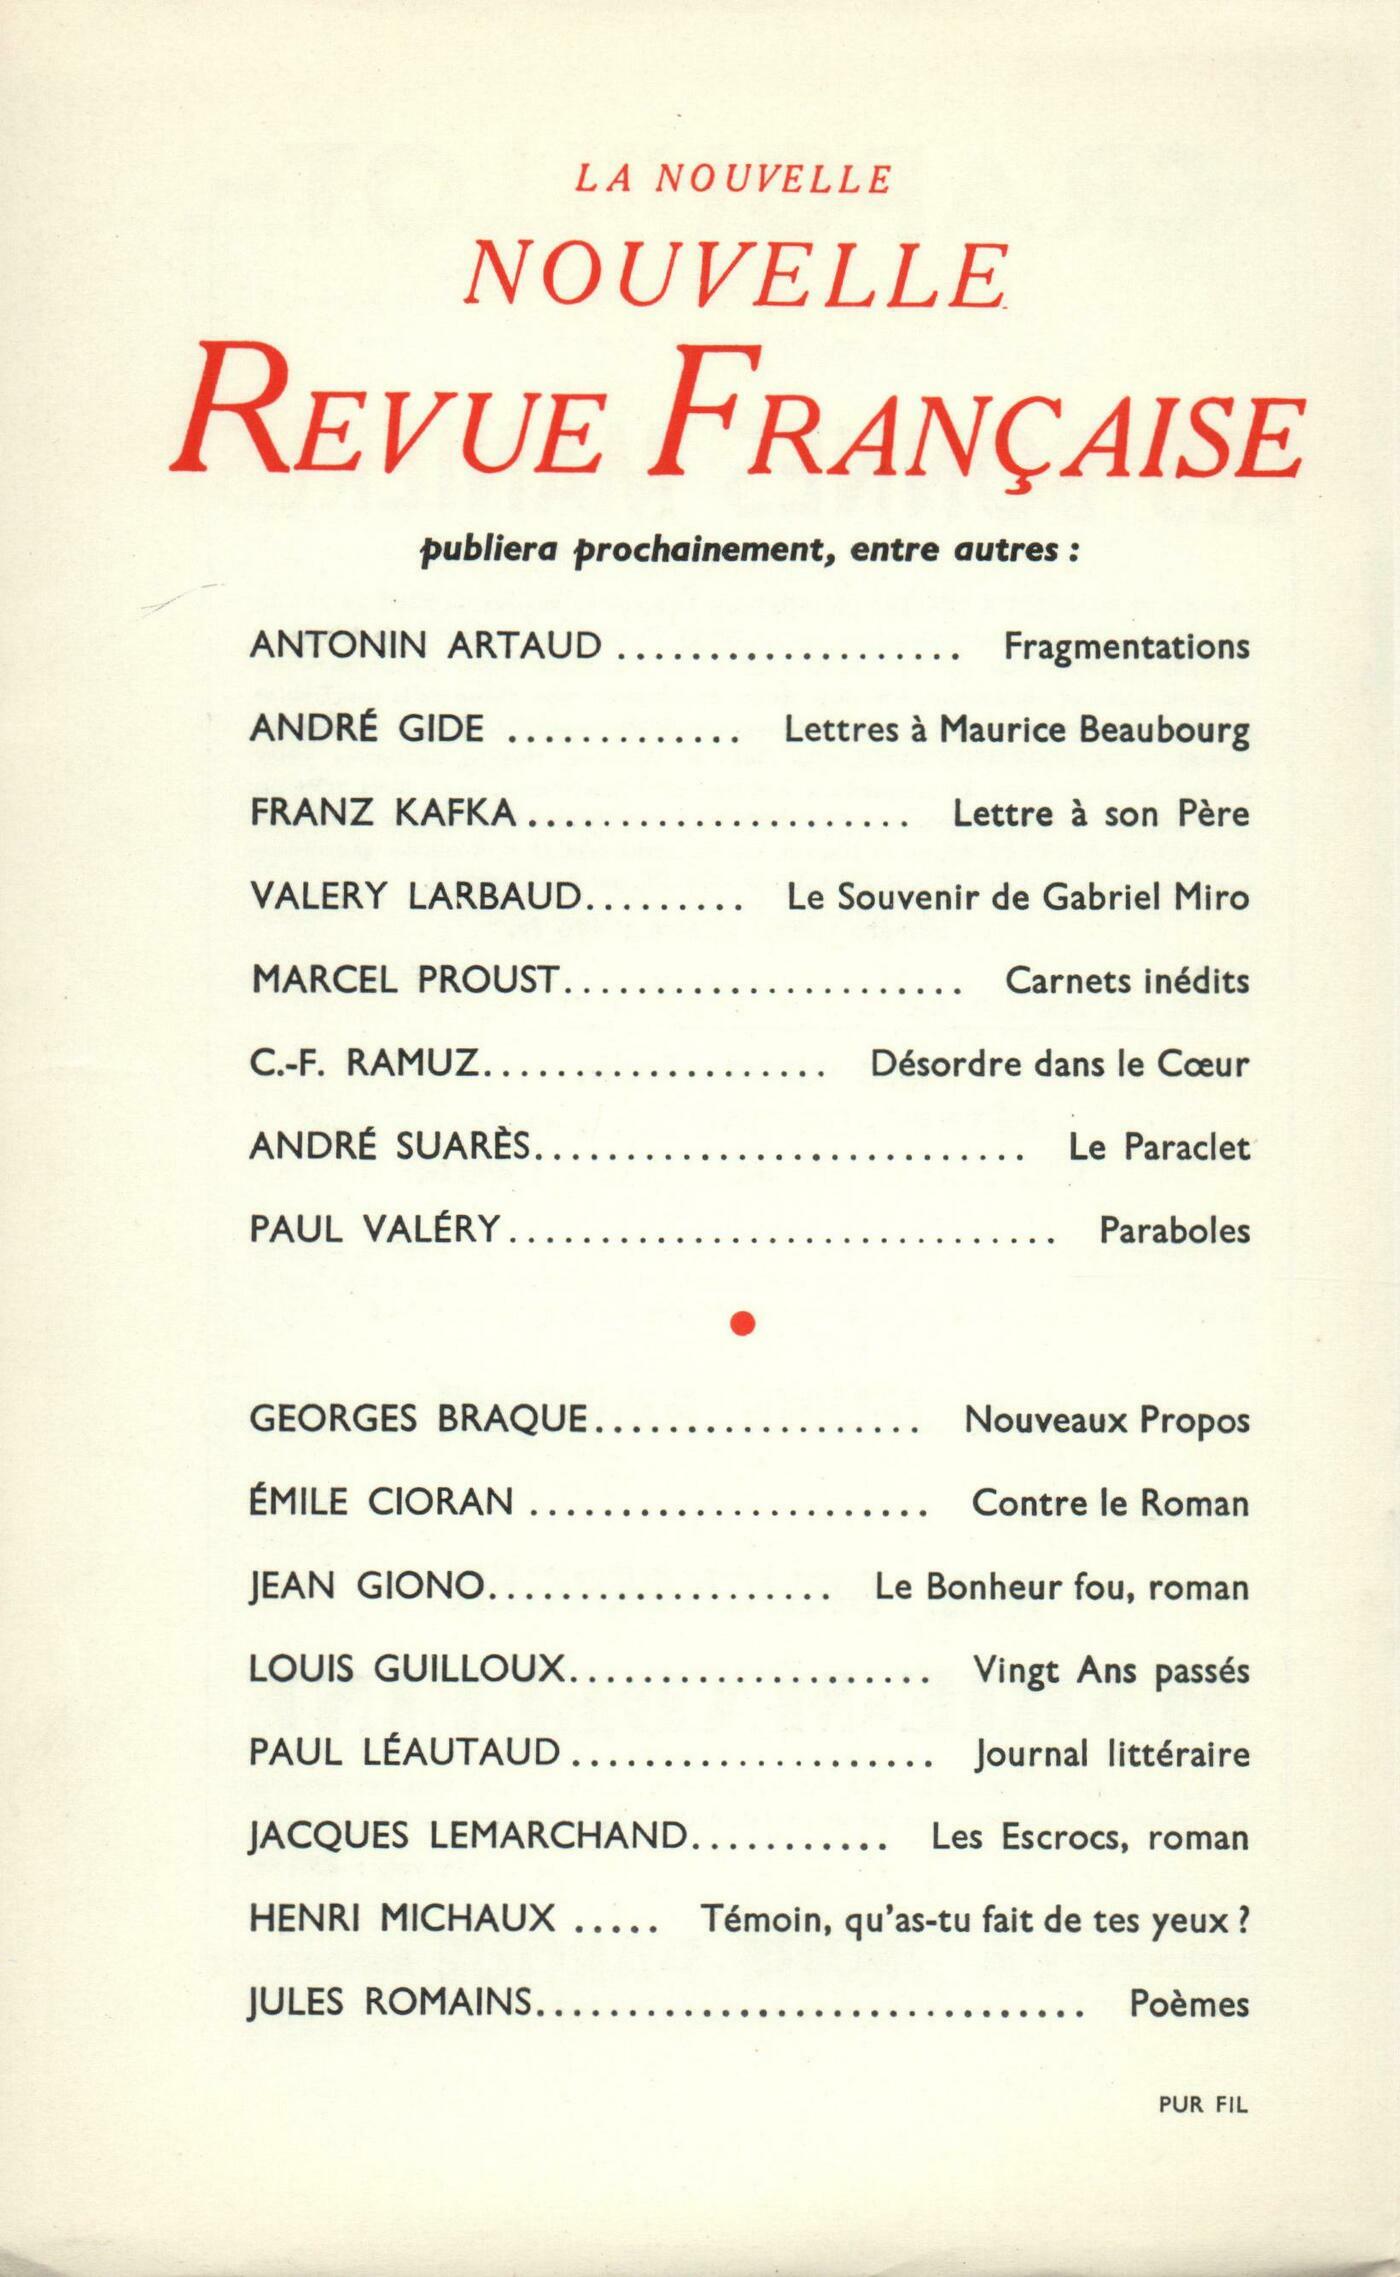 LA NOUVELLE
NOUVELLE
REVUE FRANÇAISE
publiera prochainement, entre autres :
ANTONIN ARTAUD ................... Fragmentations
ANDRÉ GIDE ............. Lettres à Maurice Beaubourg
FRANZ KAFKA..................... Lettre à son Père
VALERY LARBAUD......... Le Souvenir de Gabriel Miro
MARCEL PROUST...................... Carnets inédits
C.-F. RAMUZ................... Désordre dans le Cœur
ANDRÉ SUARÈS........................... Le Paraclet
PAUL VALÉRY.............................. Paraboles
GEORGES BRAQUE.................. Nouveaux Propos
ÉMILE CIORAN ...................... Contre le Roman
JEAN GIONO................... Le Bonheur fou, roman
LOUIS GUILLOUX.................... Vingt Ans passés
PAUL LÉAUTAUD.................... Journal littéraire
JACQUES LEMARCHAND........... Les Escrocs, roman
HENRI MICHAUX ..... Témoin, qu'as-tu fait de tes yeux ?
JULES ROMAINS.............................. Poèmes
PUR FIL